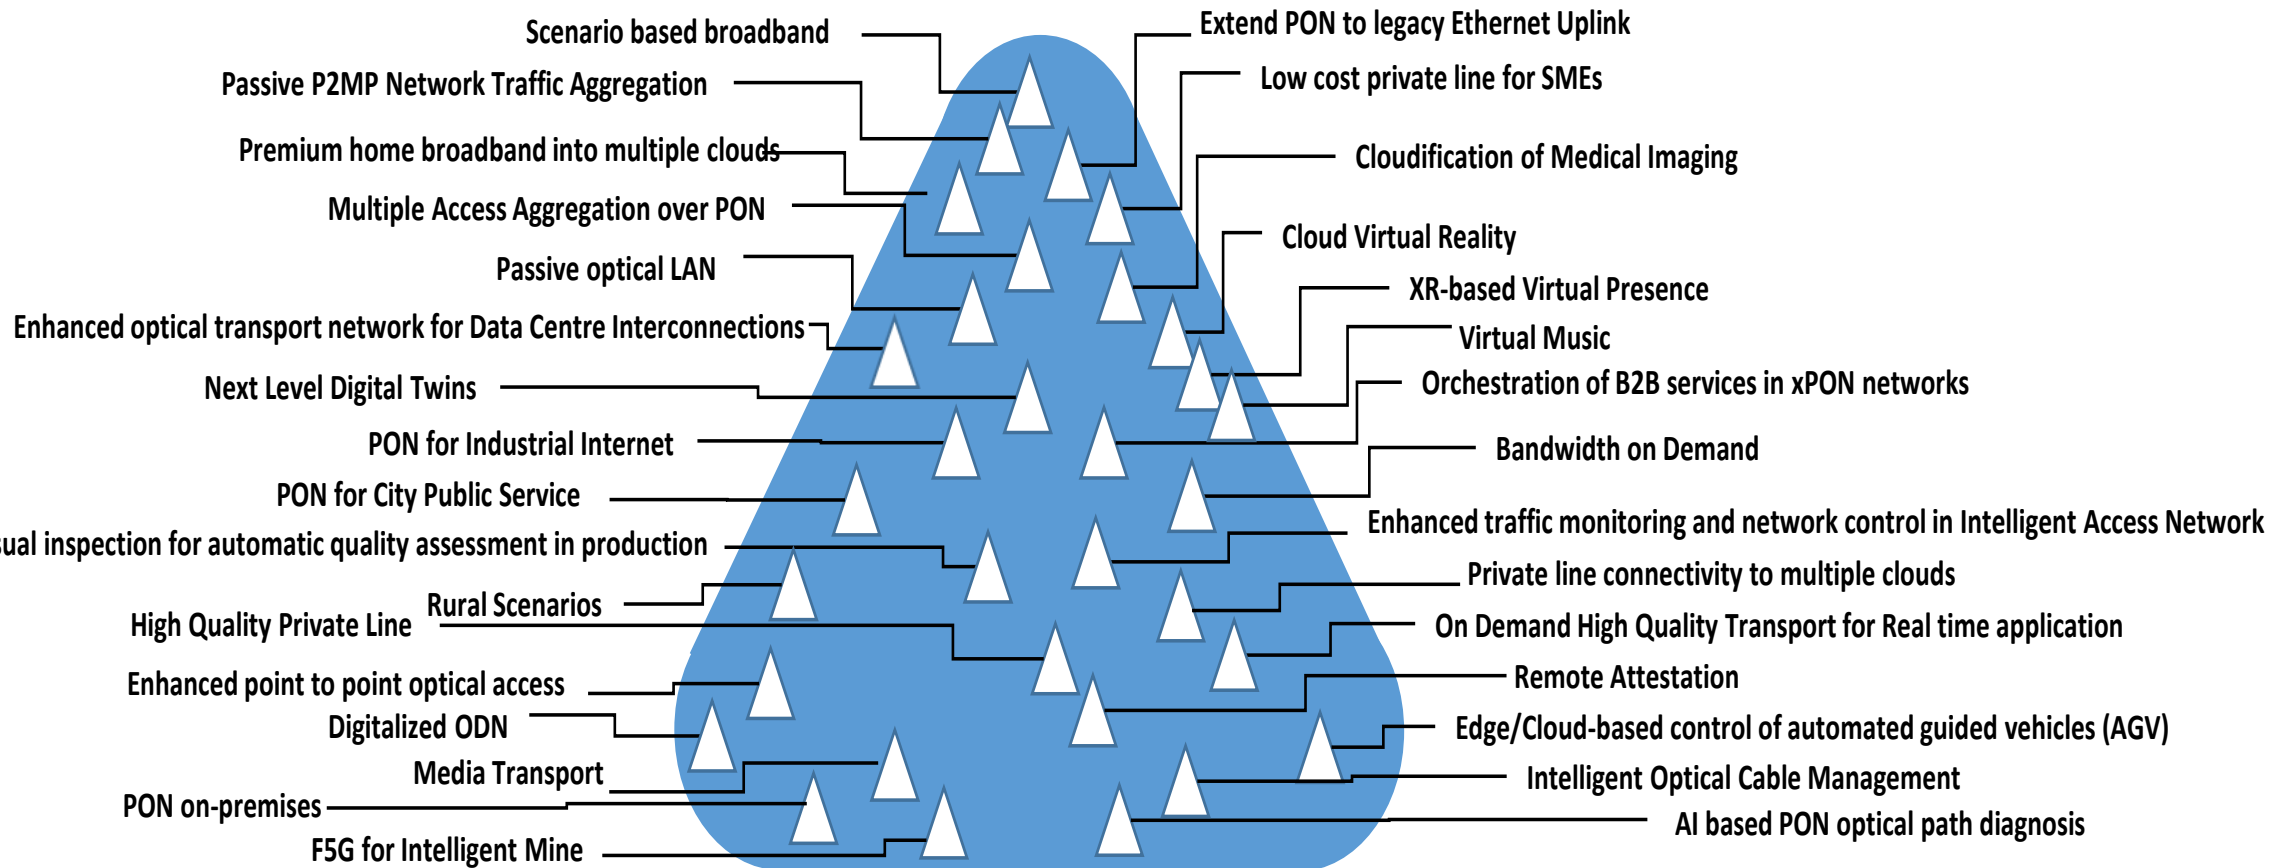 Scenario based broadband
Passive P2MP Network Traffic Aggregation
Premium home broadband into multiple clouds
Multiple Access Aggregation over PON
Passive optical LAN
Enhanced optical transport network for Data Centre Interconnections
Next Level Digital Twins
PON for Industrial Internet
PON for City Public Service
sual inspection for automatic quality assessment in production
Rural Scenarios
High Quality Private Line
Enhanced point to point optical access
Digitalized ODN
Media Transport
PON on-premises
F5G for Intelligent Mine
Extend PON to legacy Ethernet Uplink
Low cost private line for SMEs
Cloudification of Medical Imaging
Cloud Virtual Reality
XR-based Virtual Presence
Virtual Music
Orchestration of B2B services in xPON networks
Bandwidth on Demand
Enhanced traffic monitoring and network control in Intelligent Access Network
Private line connectivity to multiple clouds
On Demand High Quality Transport for Real time application
Remote Attestation
Edge/Cloud-based control of automated guided vehicles (AGV)
Intelligent Optical Cable Management
AI based PON optical path diagnosis